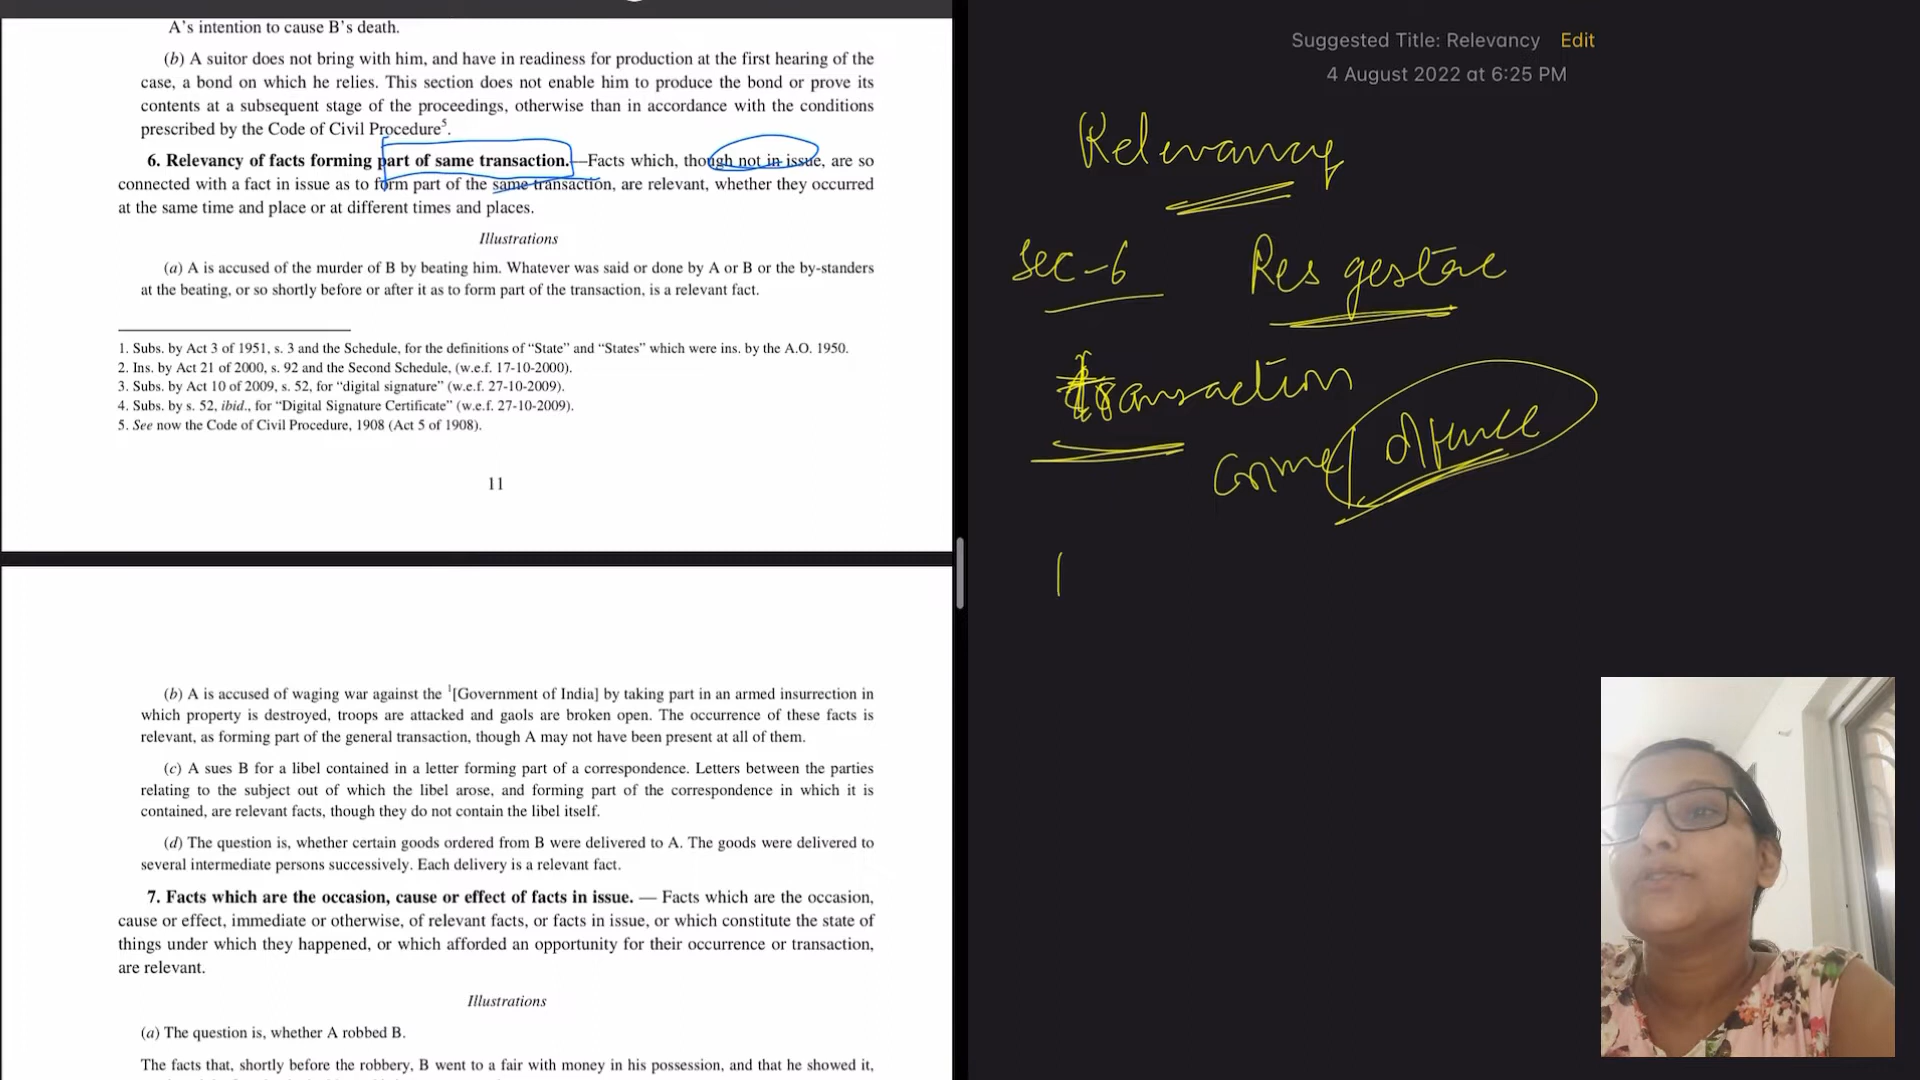 A’s intention to cause B’s death.
(b) A suitor does not bring with him, and have in readiness for production at the first hearing of the
case, a bond on which he relies. This section does not enable him to produce the bond or prove its
contents at a subsequent stage of the proceedings, otherwise than in accordance with the conditions
prescribed by the Code of Civil Procedure5.
6. Relevancy of facts forming part of same transaction.—Facts which, though not in issue, are so
connected with a fact in issue as to form part of the same transaction, are relevant, whether they occurred
at the same time and place or at different times and places.
Illustrations
(a) A is accused of the murder of B by beating him. Whatever was said or done by A or B or the by-standers
at the beating, or so shortly before or after it as to form part of the transaction, is a relevant fact.
1. Subs. by Act 3 of 1951, s. 3 and the Schedule, for the definitions of “State” and “States” which were ins. by the A.O. 1950.
2. Ins. by Act 21 of 2000, s. 92 and the Second Schedule, (w.e.f. 17-10-2000).
3. Subs. by Act 10 of 2009, s. 52, for “digital signature” (w.e.f. 27-10-2009).
4. Subs. by s. 52, ibid., for “Digital Signature Certificate” (w.e.f. 27-10-2009).
5. See now the Code of Civil Procedure, 1908 (Act 5 of 1908).
11
(b) A is accused of waging war against the 1[Government of India] by taking part in an armed insurrection in
which property is destroyed, troops are attacked and gaols are broken open. The occurrence of these facts is
relevant, as forming part of the general transaction, though A may not have been present at all of them.
(c) A sues B for a libel contained in a letter forming part of a correspondence. Letters between the parties
relating to the subject out of which the libel arose, and forming part of the correspondence in which it is
contained, are relevant facts, though they do not contain the libel itself.
(d) The question is, whether certain goods ordered from B were delivered to A. The goods were delivered to
several intermediate persons successively. Each delivery is a relevant fact.
7. Facts which are the occasion, cause or effect of facts in issue. — Facts which are the occasion,
cause or effect, immediate or otherwise, of relevant facts, or facts in issue, or which constitute the state of
things under which they happened, or which afforded an opportunity for their occurrence or transaction,
are relevant.
Illustrations
(a) The question is, whether A robbed B.
The facts that, shortly before the robbery, B went to a fair with money in his possession, and that he showed it,
Suggested Title: Relevancy Edit
4 August 2022 at 6:25 PM
Relevancy
Sec-6 Res gestae
transaction
Crime/offence